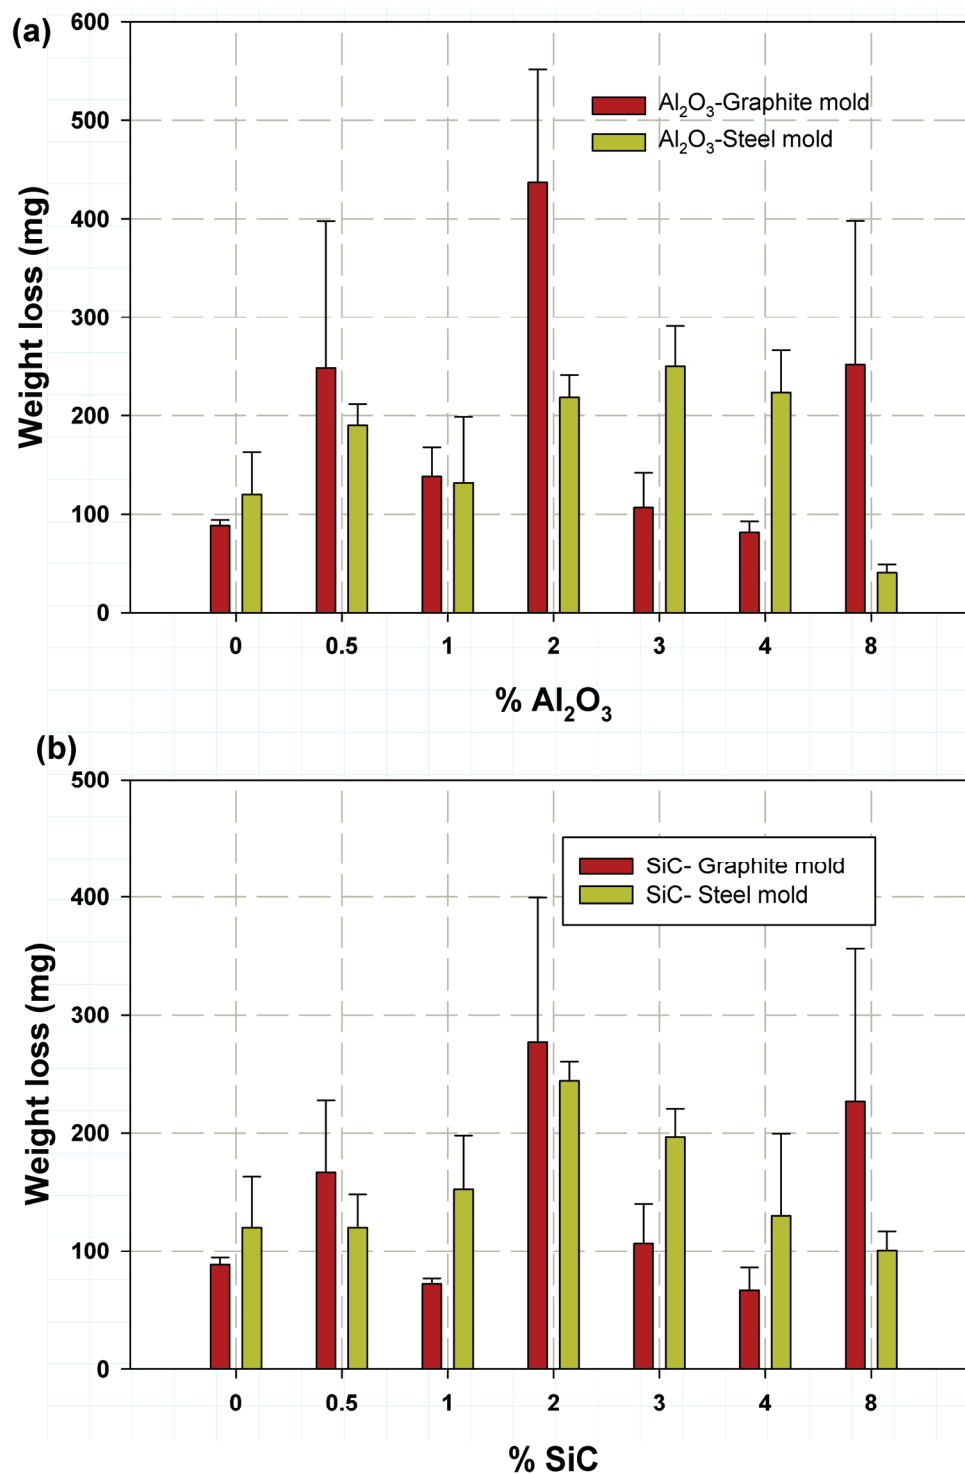 (a)
600
500
400
300
200
100
0
Weight loss (mg)
Al₂O₃-Graphite mold
Al₂O₃-Steel mold
0 0.5 1 2 3 4 8
% Al₂O₃
(b)
500
400
300
200
100
0
Weight loss (mg)
SiC- Graphite mold
SiC- Steel mold
0 0.5 1 2 3 4 8
% SiC